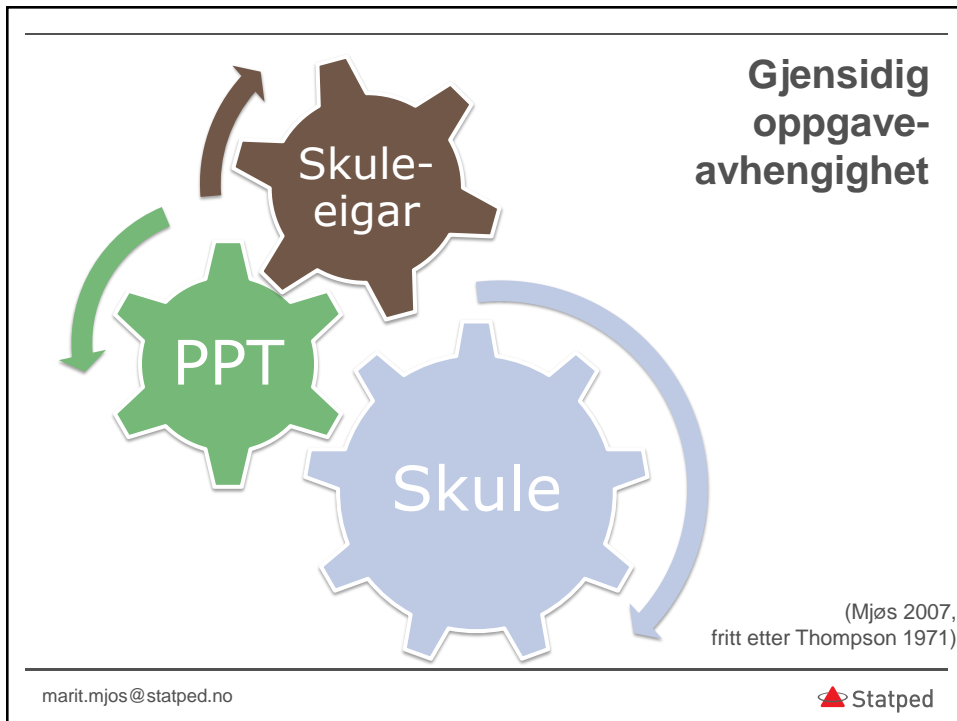 Gjensidig
oppgave-
avhengighet
Skule-
eigar
PPT
Skule
(Mjøs 2007,
fritt etter Thompson 1971)
marit.mjos@statped.no
Statped